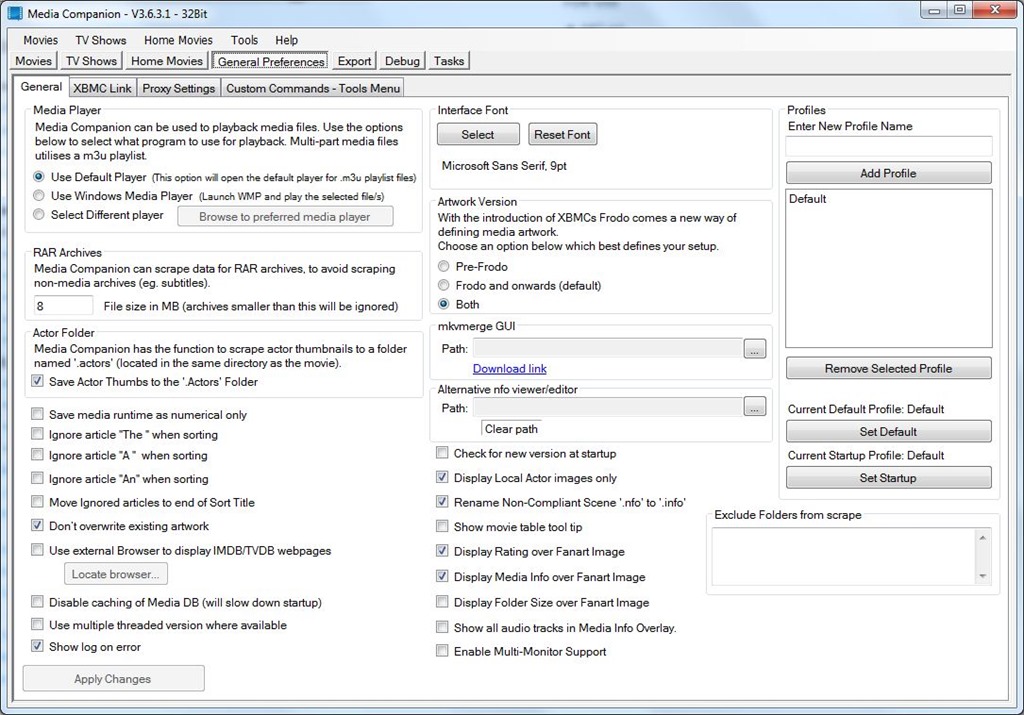 Media Companion - V3.6.3.1 - 32Bit
Movies TV Shows Home Movies Tools Help
Movies TV Shows Home Movies General Preferences Export Debug Tasks
General XBMC Link Proxy Settings Custom Commands - Tools Menu
Media Player
Media Companion can be used to playback media files. Use the options
below to select what program to use for playback. Multi-part media files
utilises a m3u playlist.
Use Default Player (This option will open the default player for .m3u playlist files)
Use Windows Media Player (Launch WMP and play the selected file/s)
Select Different player Browse to preferred media player
RAR Archives
Media Companion can scrape data for RAR archives, to avoid scraping
non-media archives (eg. subtitles).
8 File size in MB (archives smaller than this will be ignored)
Actor Folder
Media Companion has the function to scrape actor thumbnails to a folder
named '.actors' (located in the same directory as the movie).
Save Actor Thumbs to the '.Actors' Folder
Save media runtime as numerical only
Ignore article "The " when sorting
Ignore article "A " when sorting
Ignore article "An" when sorting
Move Ignored articles to end of Sort Title
Don't overwrite existing artwork
Use external Browser to display IMDB/TVDB webpages
Locate browser...
Disable caching of Media DB (will slow down startup)
Use multiple threaded version where available
Show log on error
Apply Changes
Interface Font
Select Reset Font
Microsoft Sans Serif, 9pt
Artwork Version
With the introduction of XBMCs Frodo comes a new way of
defining media artwork.
Choose an option below which best defines your setup.
Pre-Frodo
Frodo and onwards (default)
Both
mkvmerge GUI
Path: ...
Download link
Alternative nfo viewer/editor
Path: ...
Clear path
Check for new version at startup
Display Local Actor images only
Rename Non-Compliant Scene '.nfo' to '.info'
Show movie table tool tip
Display Rating over Fanart Image
Display Media Info over Fanart Image
Display Folder Size over Fanart Image
Show all audio tracks in Media Info Overlay.
Enable Multi-Monitor Support
Profiles
Enter New Profile Name
Add Profile
Default
Remove Selected Profile
Current Default Profile: Default
Set Default
Current Startup Profile: Default
Set Startup
Exclude Folders from scrape